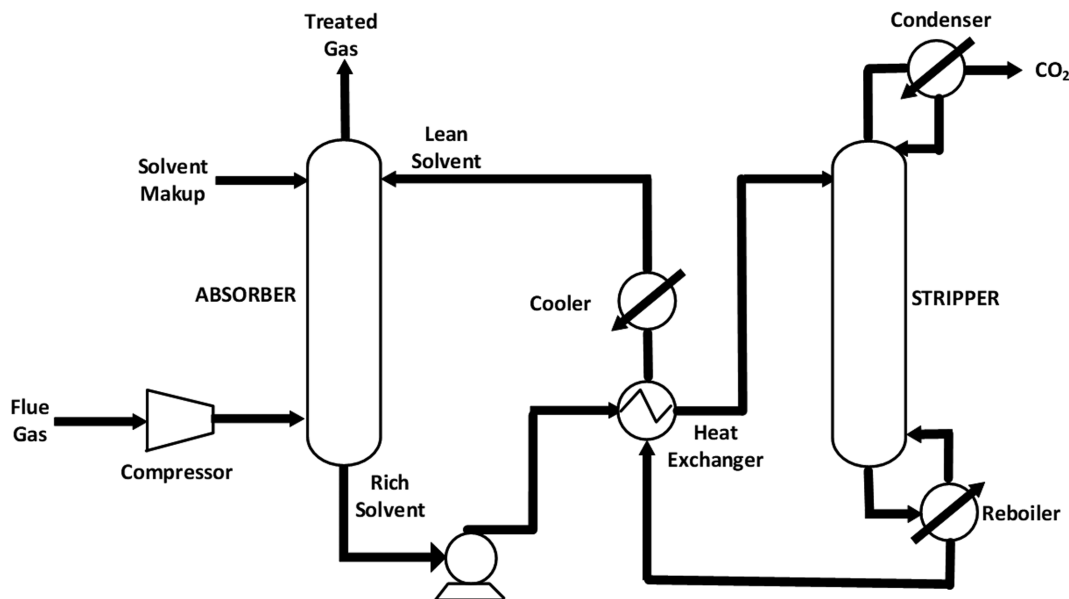 Condenser
Treated
Gas
CO₂
Lean
Solvent
Solvent
Makup
ABSORBER
Cooler
STRIPPER
Flue
Gas
Compressor
Heat
Exchanger
Rich
Solvent
Reboiler